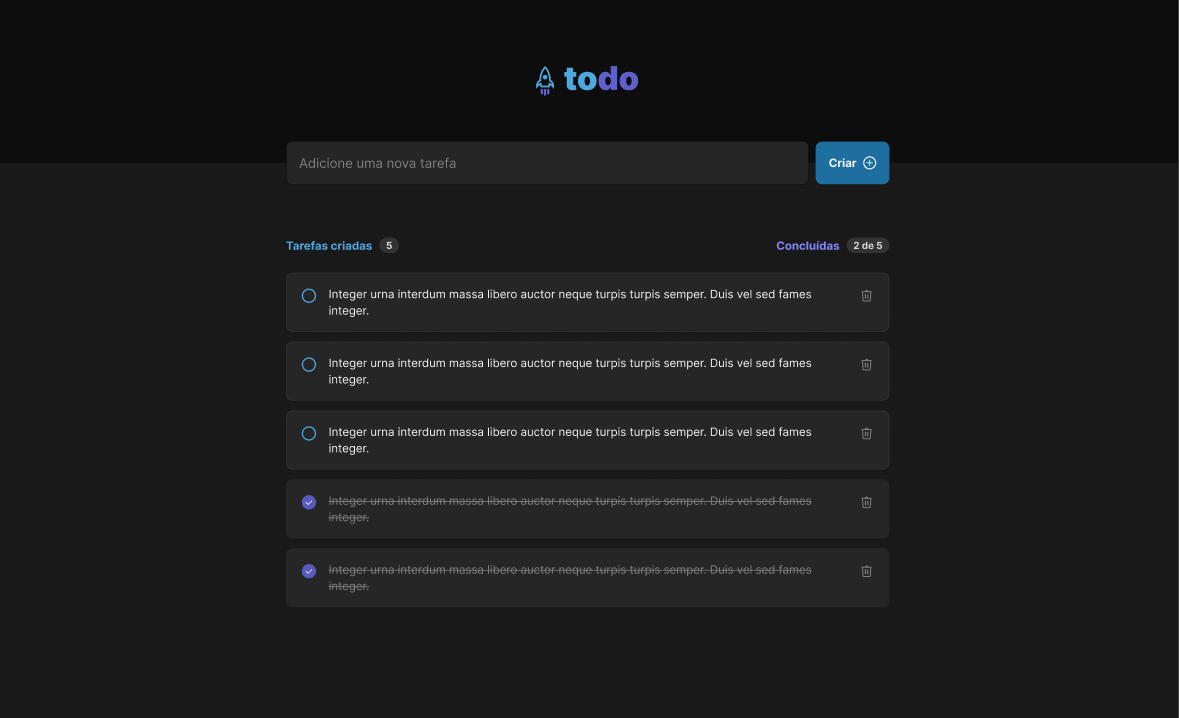 todo
Adicione uma nova tarefa
Criar
Tarefas criadas 5
Concluídas 2 de 5
Integer urna interdum massa libero auctor neque turpis turpis semper. Duis vel sed fames
integer.
Integer urna interdum massa libero auctor neque turpis turpis semper. Duis vel sed fames
integer.
Integer urna interdum massa libero auctor neque turpis turpis semper. Duis vel sed fames
integer.
Integer urna interdum massa libero auctor neque turpis turpis semper. Duis vel sed fames
integer.
Integer urna interdum massa libero auctor neque turpis turpis semper. Duis vel sed fames
integer.